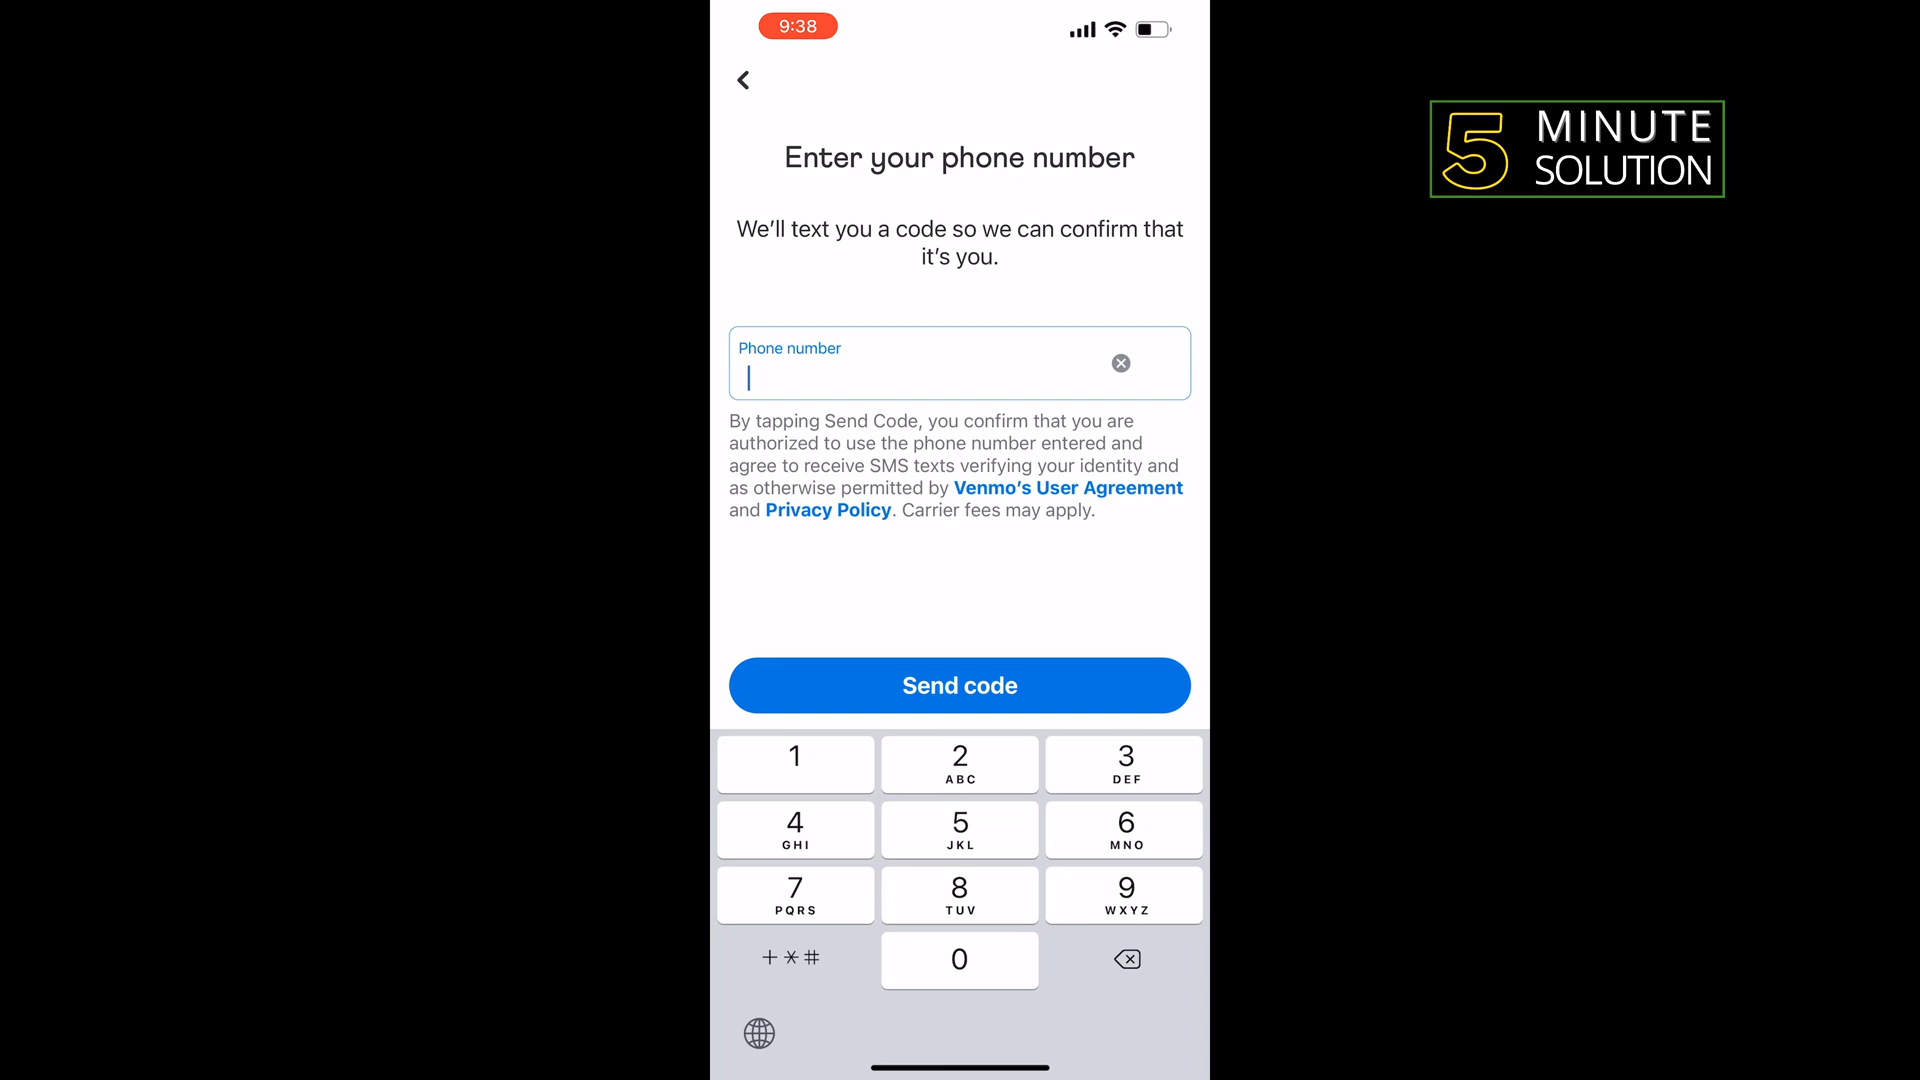 9:38
Enter your phone number
We'll text you a code so we can confirm that
it's you.
Phone number
By tapping Send Code, you confirm that you are
authorized to use the phone number entered and
agree to receive SMS texts verifying your identity and
as otherwise permitted by Venmo's User Agreement
and Privacy Policy. Carrier fees may apply.
Send code
1
2
ABC
3
DEF
4
GHI
5
JKL
6
MNO
7
PQRS
8
TUV
9
WXYZ
+*#
0
5 MINUTE
SOLUTION